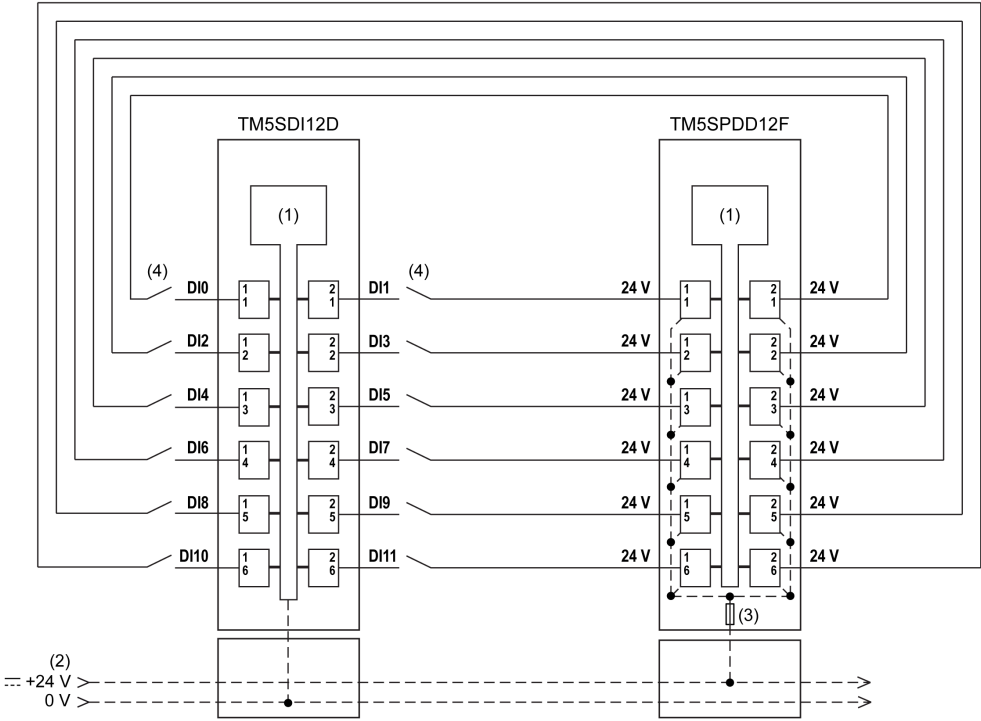 TM5SDI12D TM5SPDD12F
(1) (1)
(4) (4)
DI0 1 1 2 1 DI1 24 V 1 1 2 1 24 V
DI2 1 2 2 2 DI3 24 V 1 2 2 2 24 V
DI4 1 3 2 3 DI5 24 V 1 3 2 3 24 V
DI6 1 4 2 4 DI7 24 V 1 4 2 4 24 V
DI8 1 5 2 5 DI9 24 V 1 5 2 5 24 V
DI10 1 6 2 6 DI11 24 V 1 6 2 6 24 V
(3)
(2)
+24 V
0 V